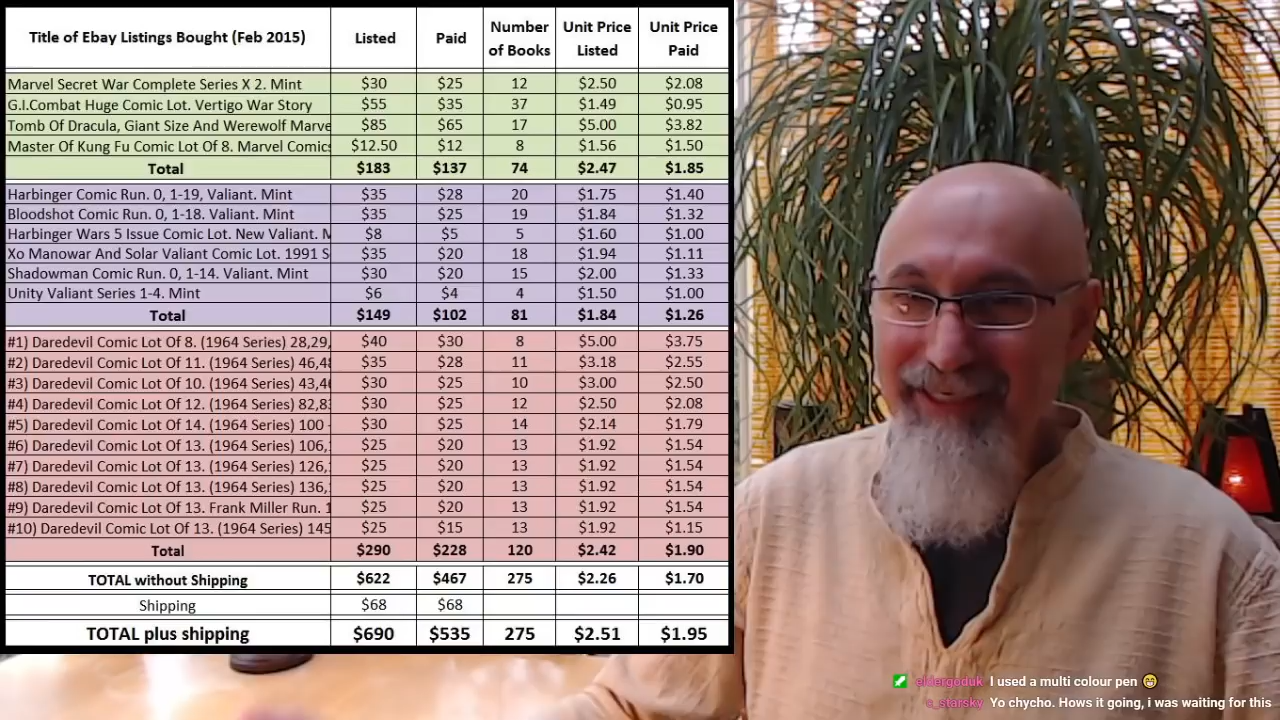 Title of Ebay Listings Bought (Feb 2015) Listed Paid Number of Books Unit Price Listed Unit Price Paid
Marvel Secret War Complete Series X 2. Mint $30 $25 12 $2.50 $2.08
G.I.Combat Huge Comic Lot. Vertigo War Story $55 $35 37 $1.49 $0.95
Tomb Of Dracula, Giant Size And Werewolf Marve $85 $65 17 $5.00 $3.82
Master Of Kung Fu Comic Lot Of 8. Marvel Comics $12.50 $12 8 $1.56 $1.50
Total $183 $137 74 $2.47 $1.85
Harbinger Comic Run. 0, 1-19, Valiant. Mint $35 $28 20 $1.75 $1.40
Bloodshot Comic Run. 0, 1-18. Valiant. Mint $35 $25 19 $1.84 $1.32
Harbinger Wars 5 Issue Comic Lot. New Valiant. M $8 $5 5 $1.60 $1.00
Xo Manowar And Solar Valiant Comic Lot. 1991 S $35 $20 18 $1.94 $1.11
Shadowman Comic Run. 0, 1-14. Valiant. Mint $30 $20 15 $2.00 $1.33
Unity Valiant Series 1-4. Mint $6 $4 4 $1.50 $1.00
Total $149 $102 81 $1.84 $1.26
#1) Daredevil Comic Lot Of 8. (1964 Series) 28,29, $40 $30 8 $5.00 $3.75
#2) Daredevil Comic Lot Of 11. (1964 Series) 46,48 $35 $28 11 $3.18 $2.55
#3) Daredevil Comic Lot Of 10. (1964 Series) 43,46 $30 $25 10 $3.00 $2.50
#4) Daredevil Comic Lot Of 12. (1964 Series) 82,83 $30 $25 12 $2.50 $2.08
#5) Daredevil Comic Lot Of 14. (1964 Series) 100 - $30 $25 14 $2.14 $1.79
#6) Daredevil Comic Lot Of 13. (1964 Series) 106, $25 $20 13 $1.92 $1.54
#7) Daredevil Comic Lot Of 13. (1964 Series) 126, $25 $20 13 $1.92 $1.54
#8) Daredevil Comic Lot Of 13. (1964 Series) 136, $25 $20 13 $1.92 $1.54
#9) Daredevil Comic Lot Of 13. Frank Miller Run. 1 $25 $20 13 $1.92 $1.54
#10) Daredevil Comic Lot Of 13. (1964 Series) 145 $25 $15 13 $1.92 $1.15
Total $290 $228 120 $2.42 $1.90
TOTAL without Shipping $622 $467 275 $2.26 $1.70
Shipping $68 $68
TOTAL plus shipping $690 $535 275 $2.51 $1.95
eldergoduk I used a multi colour pen 😁
c_starsky Yo chycho. Hows it going, i was waiting for this